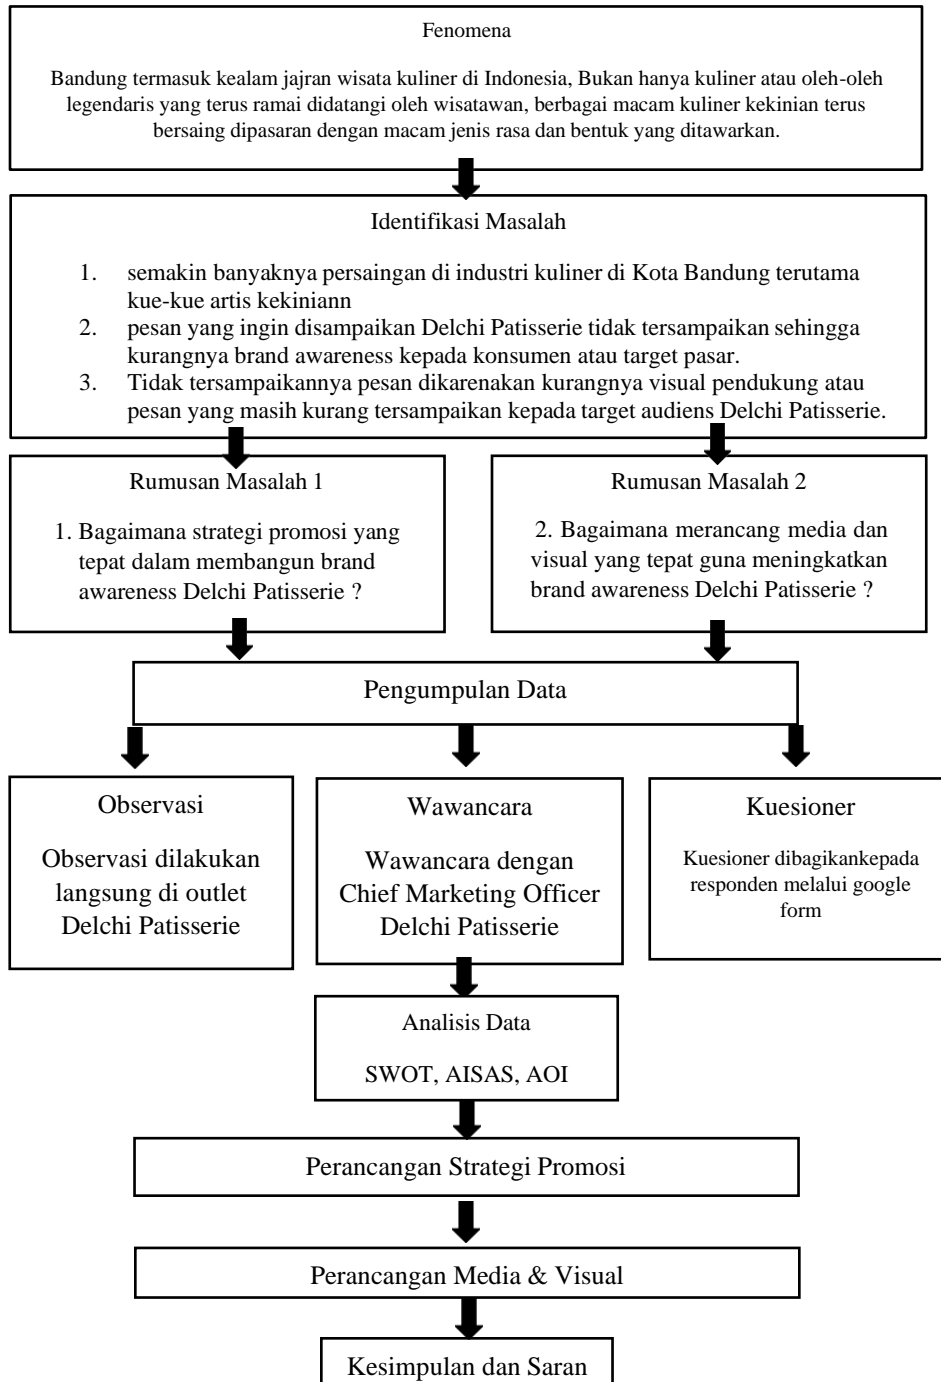 Fenomena
Bandung termasuk kealam jajran wisata kuliner di Indonesia, Bukan hanya kuliner atau oleh-oleh
legendaris yang terus ramai didatangi oleh wisatawan, berbagai macam kuliner kekinian terus
bersaing dipasaran dengan macam jenis rasa dan bentuk yang ditawarkan.
Identifikasi Masalah
1. semakin banyaknya persaingan di industri kuliner di Kota Bandung terutama
kue-kue artis kekiniann
2. pesan yang ingin disampaikan Delchi Patisserie tidak tersampaikan sehingga
kurangnya brand awareness kepada konsumen atau target pasar.
3. Tidak tersampaikannya pesan dikarenakan kurangnya visual pendukung atau
pesan yang masih kurang tersampaikan kepada target audiens Delchi Patisserie.
Rumusan Masalah 1
1. Bagaimana strategi promosi yang
tepat dalam membangun brand
awareness Delchi Patisserie ?
Rumusan Masalah 2
2. Bagaimana merancang media dan
visual yang tepat guna meningkatkan
brand awareness Delchi Patisserie ?
Pengumpulan Data
Observasi
Observasi dilakukan
langsung di outlet
Delchi Patisserie
Wawancara
Wawancara dengan
Chief Marketing Officer
Delchi Patisserie
Kuesioner
Kuesioner dibagikankepada
responden melalui google
form
Analisis Data
SWOT, AISAS, AOI
Perancangan Strategi Promosi
Perancangan Media & Visual
Kesimpulan dan Saran